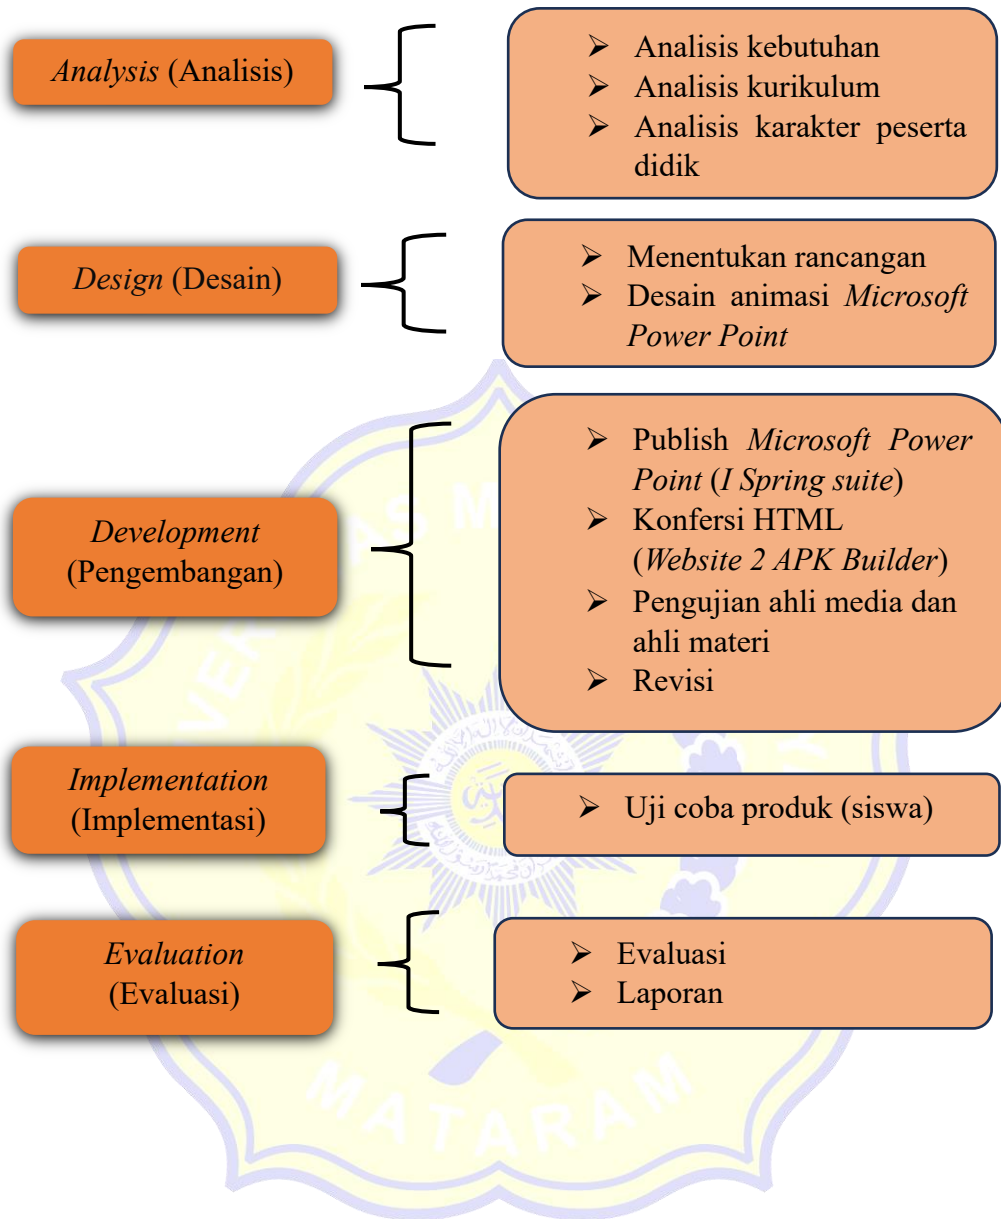 Analysis (Analisis)
➢ Analisis kebutuhan
➢ Analisis kurikulum
➢ Analisis karakter peserta
didik
Design (Desain)
➢ Menentukan rancangan
➢ Desain animasi Microsoft
Power Point
Development
(Pengembangan)
➢ Publish Microsoft Power
Point (I Spring suite)
➢ Konfersi HTML
(Website 2 APK Builder)
➢ Pengujian ahli media dan
ahli materi
➢ Revisi
Implementation
(Implementasi)
➢ Uji coba produk (siswa)
Evaluation
(Evaluasi)
➢ Evaluasi
➢ Laporan
MATARAM